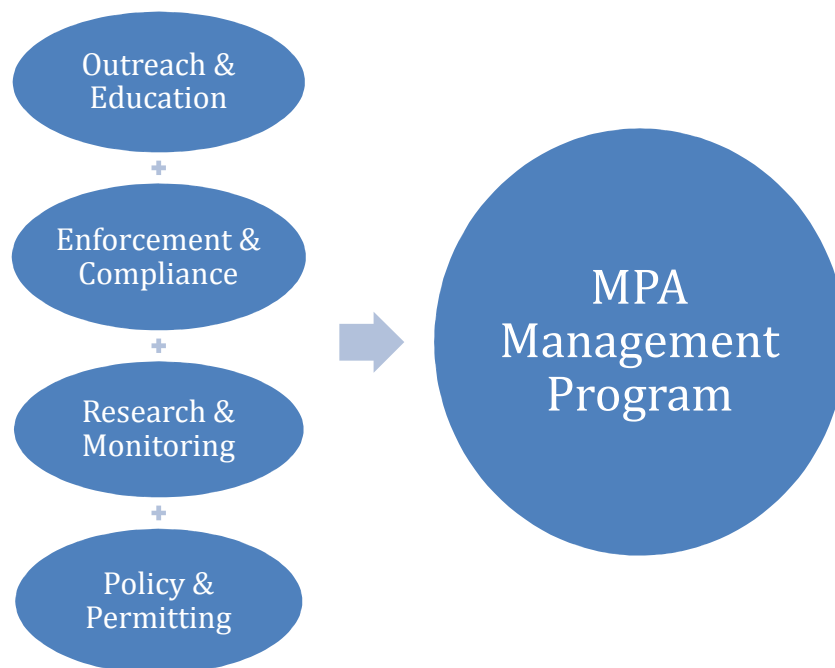 Outreach &
Education
Enforcement &
Compliance
Research &
Monitoring
Policy &
Permitting
MPA
Management
Program